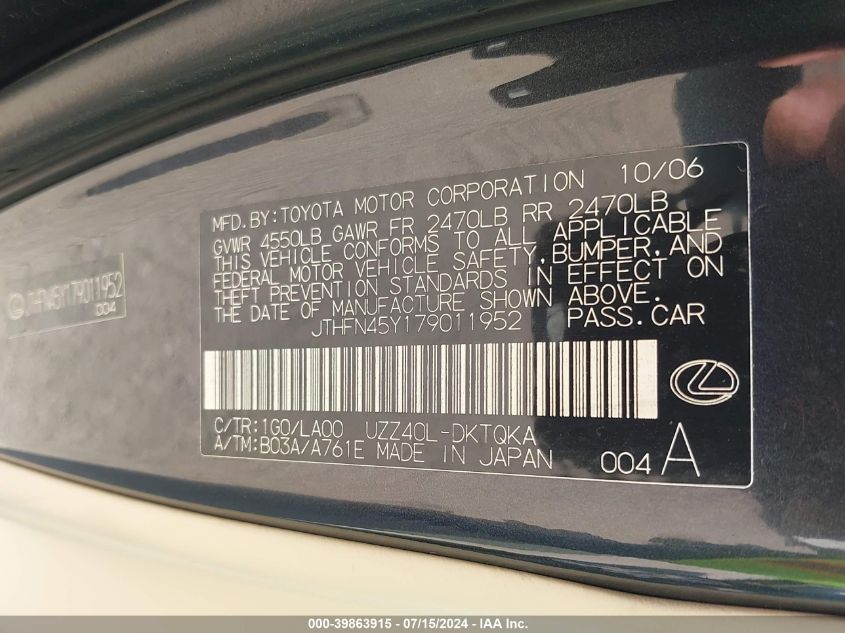 JTHFN45Y179011952
004
MFD.BY:TOYOTA MOTOR CORPORATION 10/06
GVWR 4550LB GAWR FR 2470LB RR 2470LB
THIS VEHICLE CONFORMS TO ALL APPLICABLE
FEDERAL MOTOR VEHICLE SAFETY,BUMPER,AND
THEFT PREVENTION STANDARDS IN EFFECT ON
THE DATE OF MANUFACTURE SHOWN ABOVE.
JTHFN45Y179011952 PASS.CAR
C/TR:1G0/LA00 UZZ40L-DKTQKA
A/TM:B03A/A761E MADE IN JAPAN 004 A
000-39863915 - 07/15/2024 - IAA Inc.